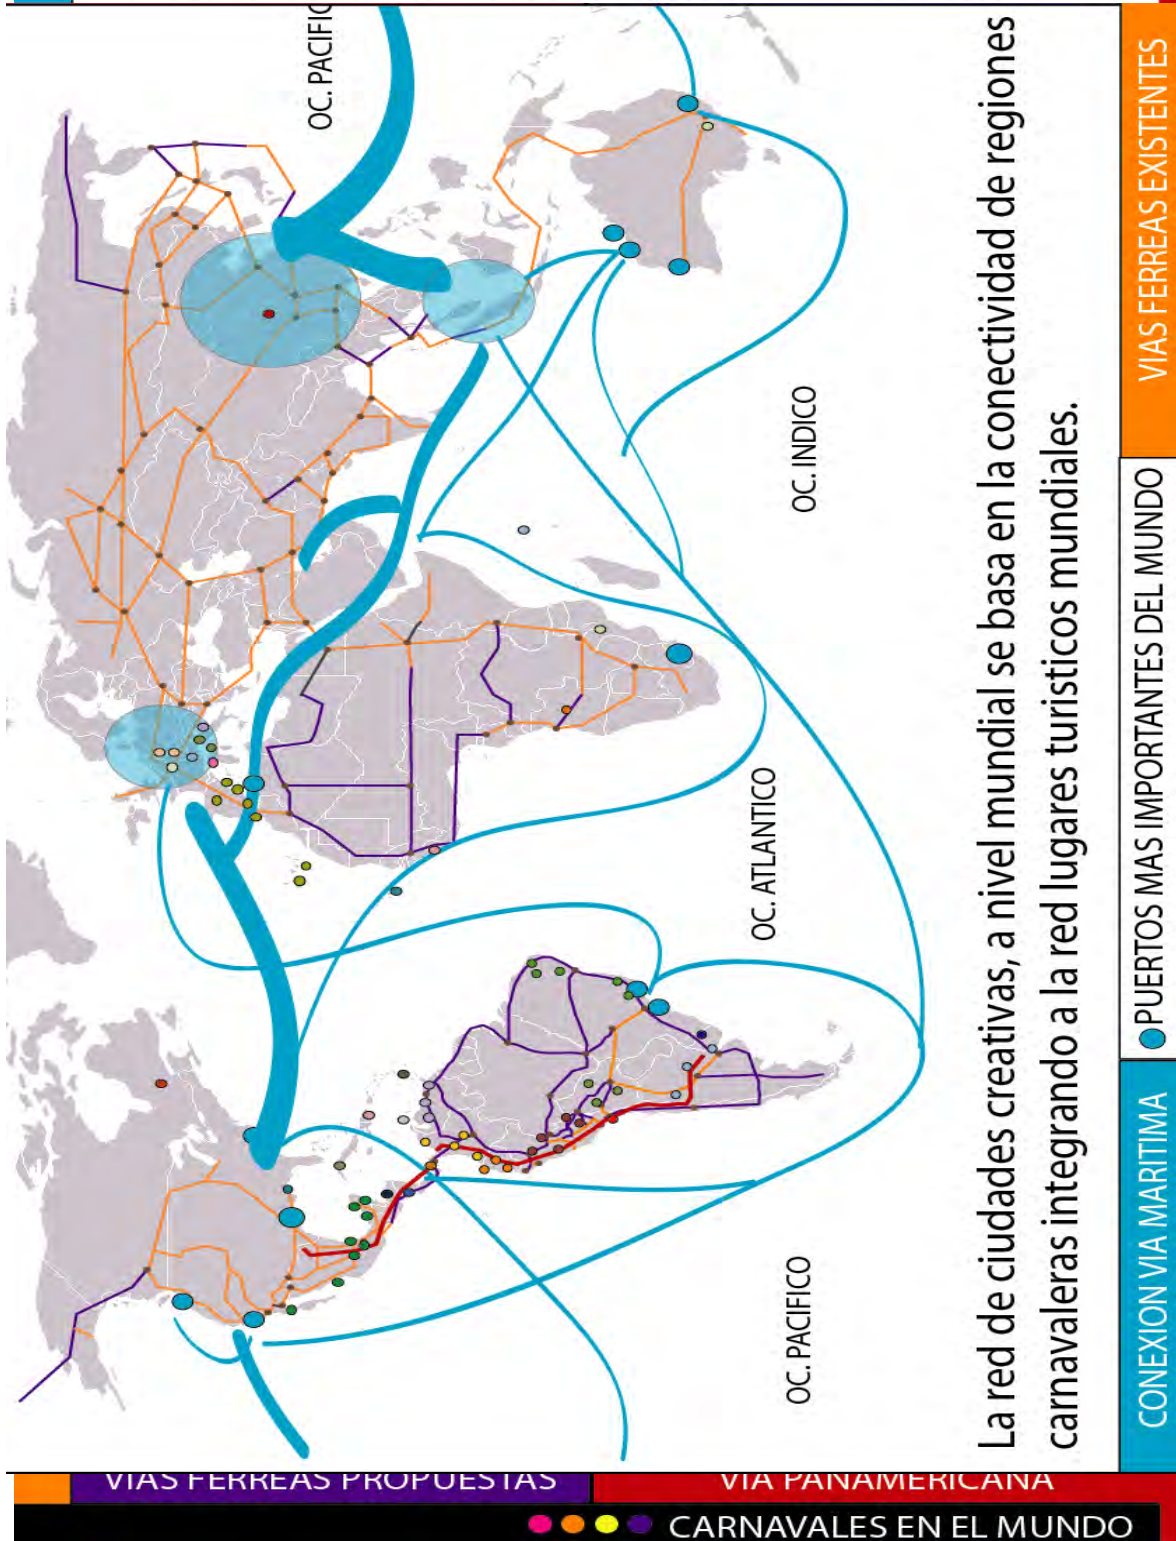 OC. PACIFIC
OC. INDICO
OC. ATLANTICO
OC. PACIFICO
La red de ciudades creativas, a nivel mundial se basa en la conectividad de regiones
carnavaleras integrando a la red lugares turisticos mundiales.
CONEXION VIA MARITIMA
PUERTOS MAS IMPORTANTES DEL MUNDO
VIAS FERREAS EXISTENTES
VIAS FERREAS PROPUESTAS
VIA PANAMERICANA
CARNAVALES EN EL MUNDO